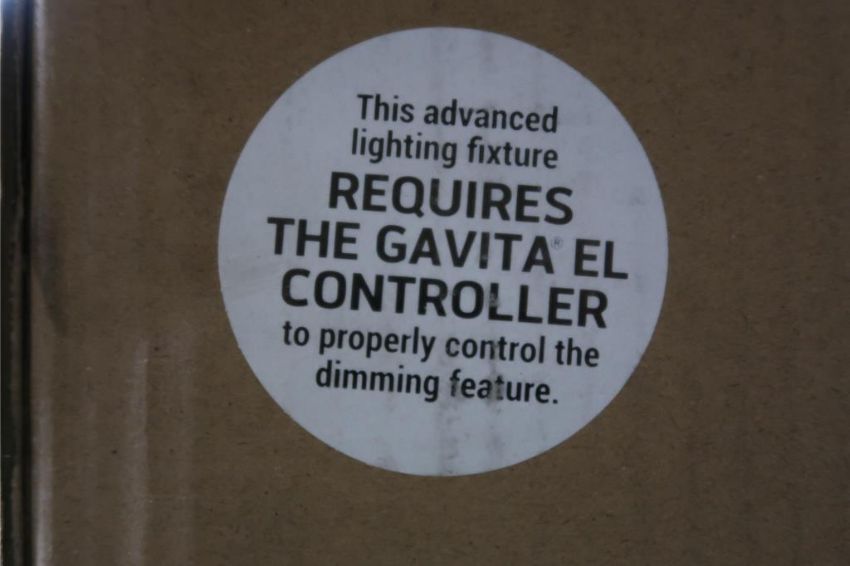 This advanced
lighting fixture
REQUIRES
THE GAVITA® EL
CONTROLLER
to properly control the
dimming feature.